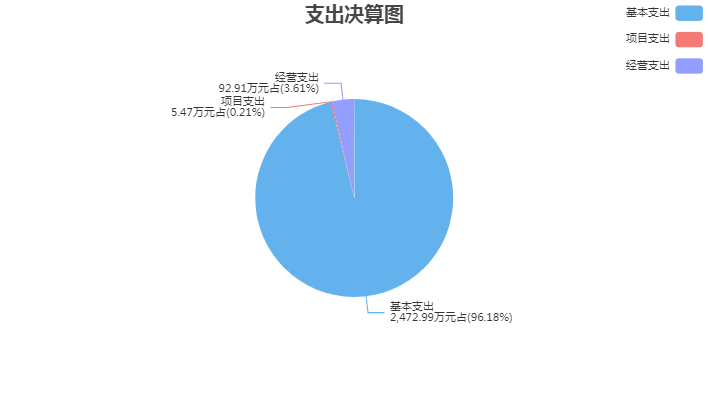 支出决算图
基本支出
项目支出
经营支出
经营支出
92.91万元占(3.61%)
项目支出
5.47万元占(0.21%)
基本支出
2,472.99万元占(96.18%)